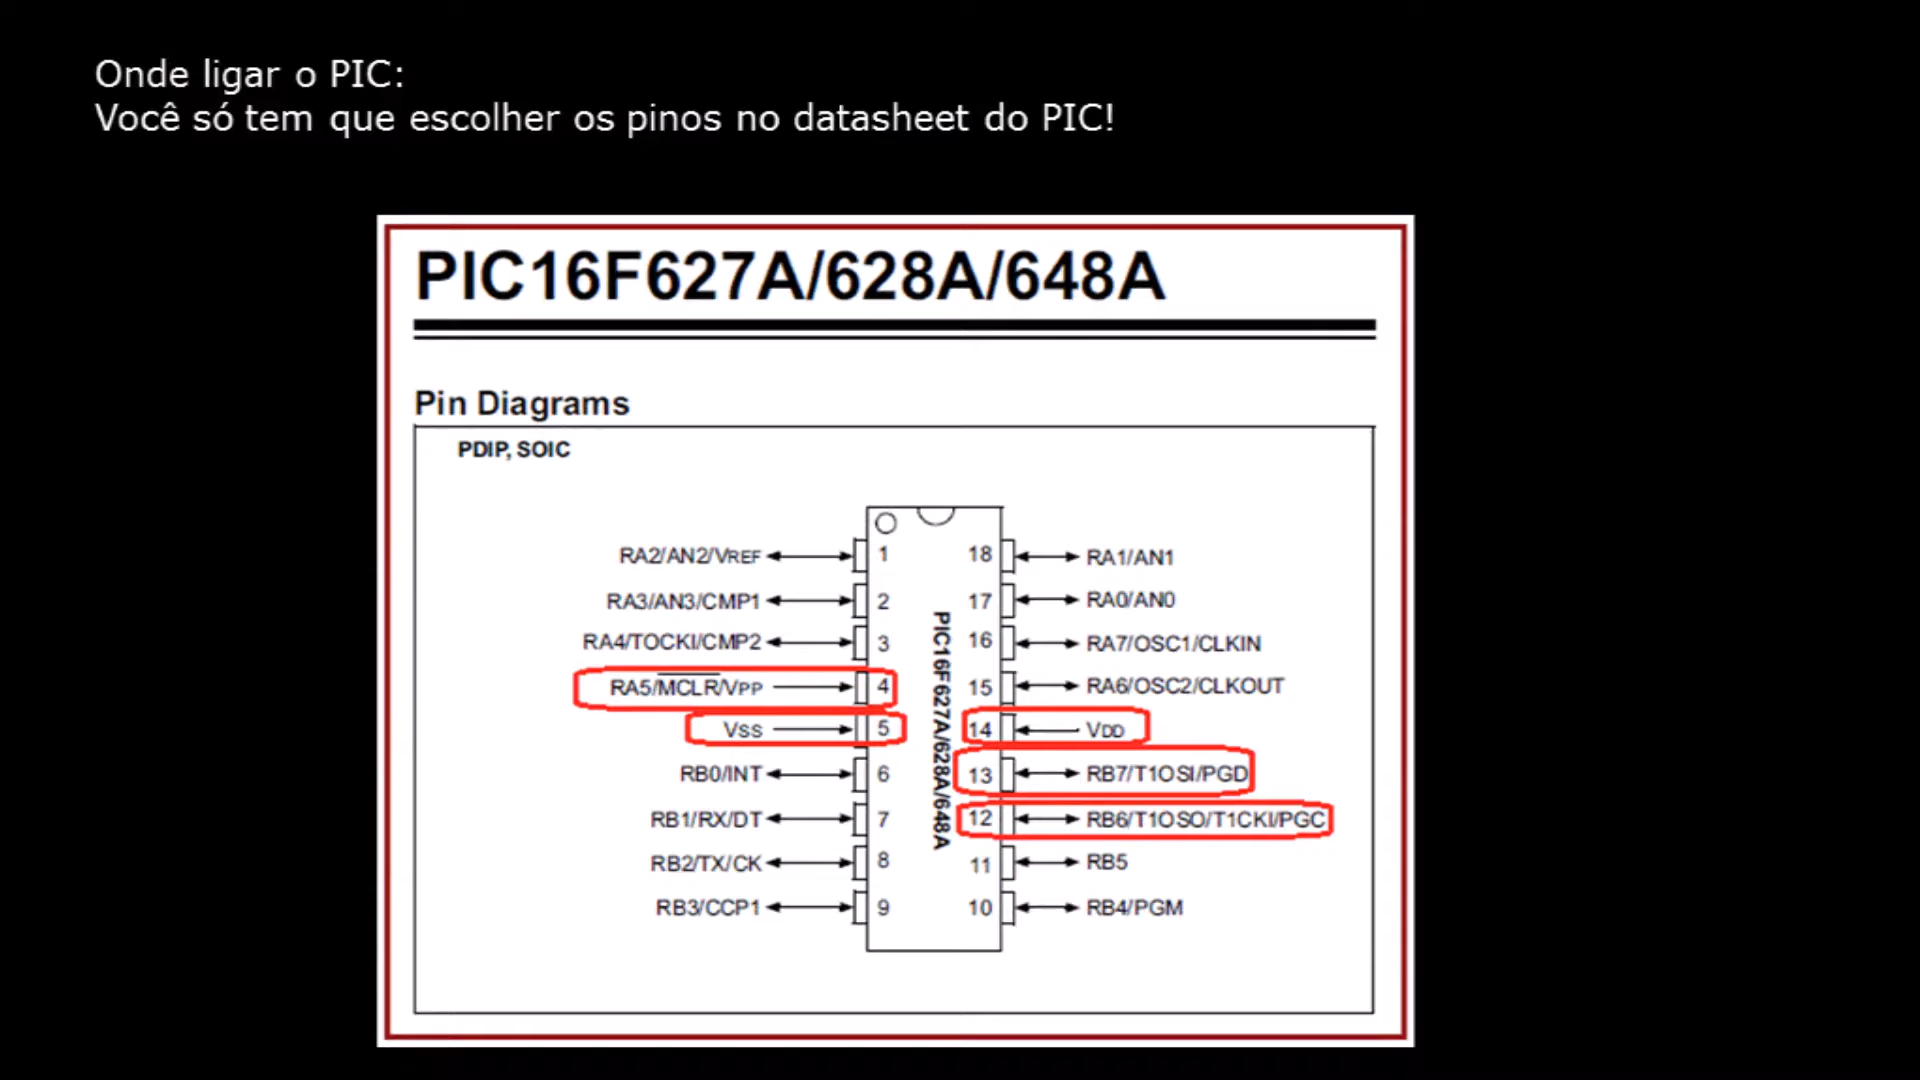 Onde ligar o PIC:
Você só tem que escolher os pinos no datasheet do PIC!
PIC16F627A/628A/648A
Pin Diagrams
PDIP, SOIC
RA2/AN2/VREF 1 18 RA1/AN1
RA3/AN3/CMP1 2 17 RA0/AN0
RA4/TOCKI/CMP2 3 16 RA7/OSC1/CLKIN
RA5/MCLR/VPP 4 15 RA6/OSC2/CLKOUT
VSS 5 14 VDD
RB0/INT 6 13 RB7/T1OSI/PGD
RB1/RX/DT 7 12 RB6/T1OSO/T1CKI/PGC
RB2/TX/CK 8 11 RB5
RB3/CCP1 9 10 RB4/PGM
PIC16F627A/628A/648A